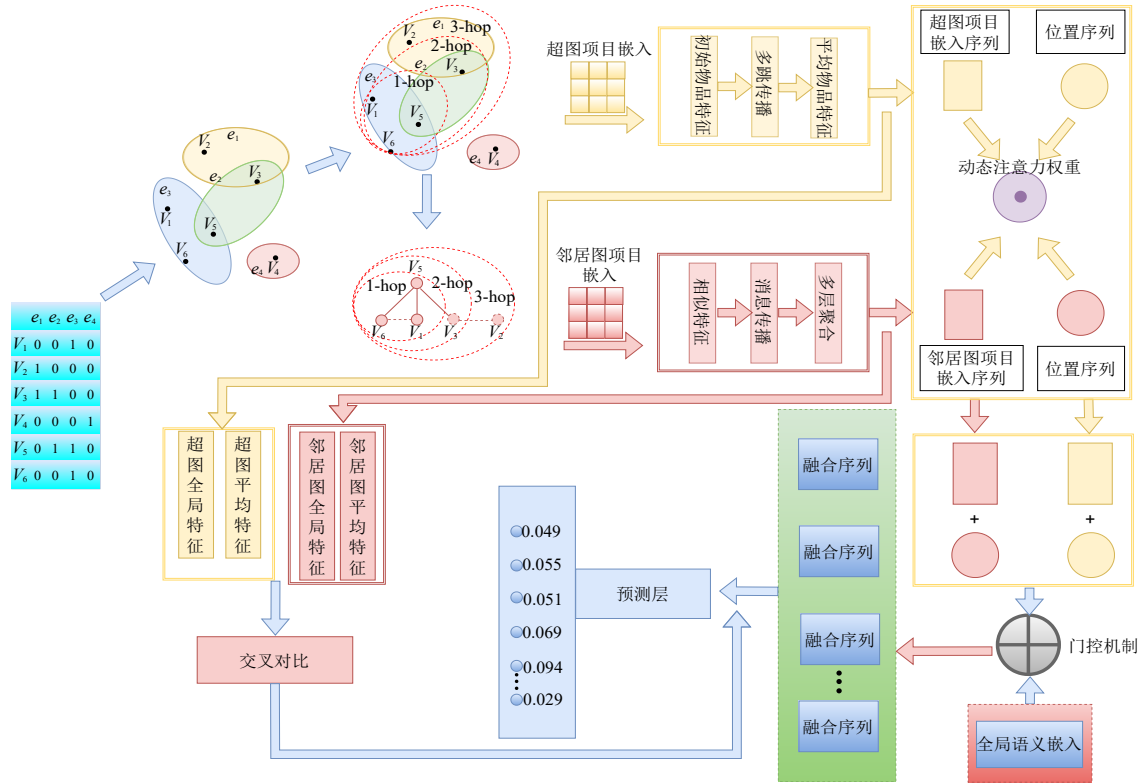 V2 e1 3-hop
2-hop
e2 V3
e3 1-hop
V1
V5
V6
e4 V4
V2 e1
e2 V3
e3
V1
V5
V6
e4 V4
V5
1-hop 2-hop
3-hop
V6 V1 V3 V2
e1 e2 e3 e4
V1 0 0 1 0
V2 1 0 0 0
V3 1 1 0 0
V4 0 0 0 1
V5 0 1 1 0
V6 0 0 1 0
超图项目嵌入
初始物品特征
多跳传播
平均物品特征
超图项目
嵌入序列
位置序列
动态注意力权重
邻居图项目
嵌入
相似特征
消息传播
多层聚合
邻居图项目
嵌入序列
位置序列
超图全局特征
超图平均特征
邻居图全局特征
邻居图平均特征
交叉对比
0.049
0.055
0.051
0.069
0.094
0.029
预测层
融合序列
融合序列
融合序列
融合序列
+
+
门控机制
全局语义嵌入